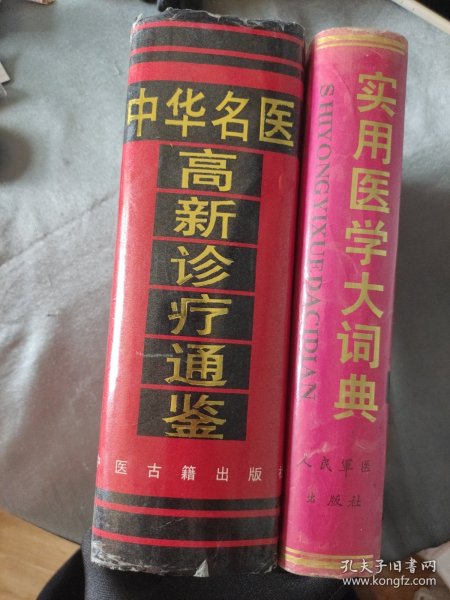 中华名医
高新诊疗通鉴
中医古籍出版社
实用医学大词典
SHIYONGYIXUEDACIDIAN
人民軍医
出版社
孔夫子旧书网
kongfz.com